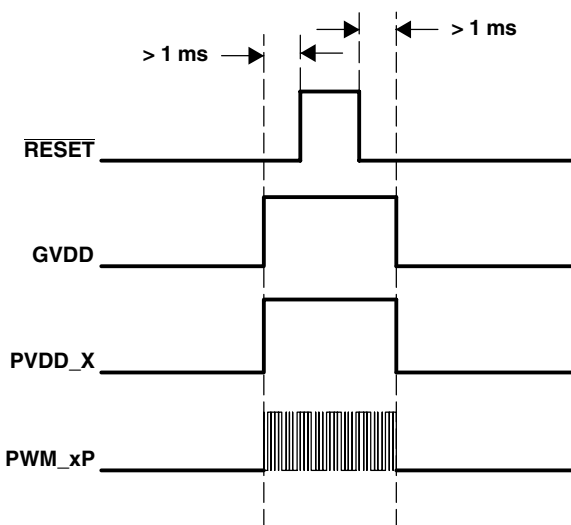 > 1 ms
> 1 ms
RESET
GVDD
PVDD_X
PWM_xP